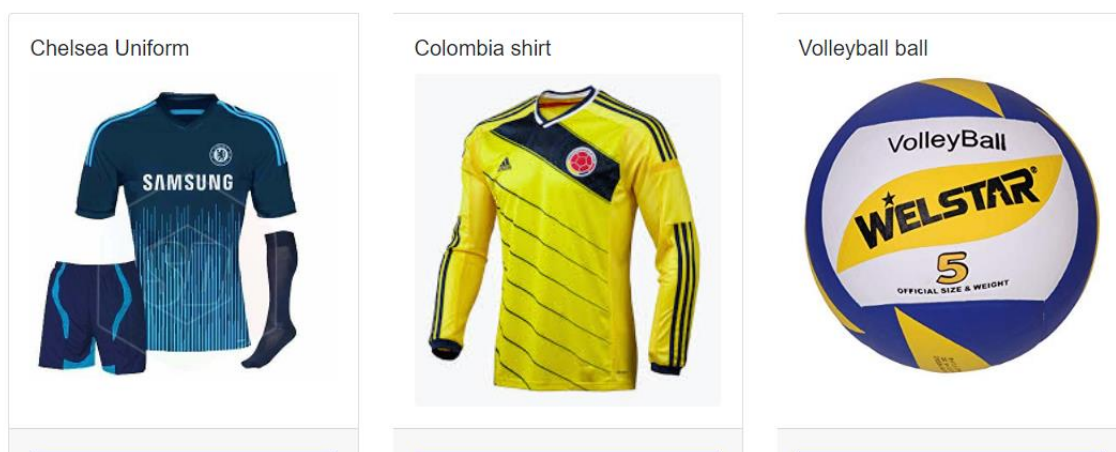 Chelsea Uniform
SAMSUNG
Colombia shirt
Volleyball ball
VolleyBall
WELSTAR
5
OFFICIAL SIZE & WEIGHT